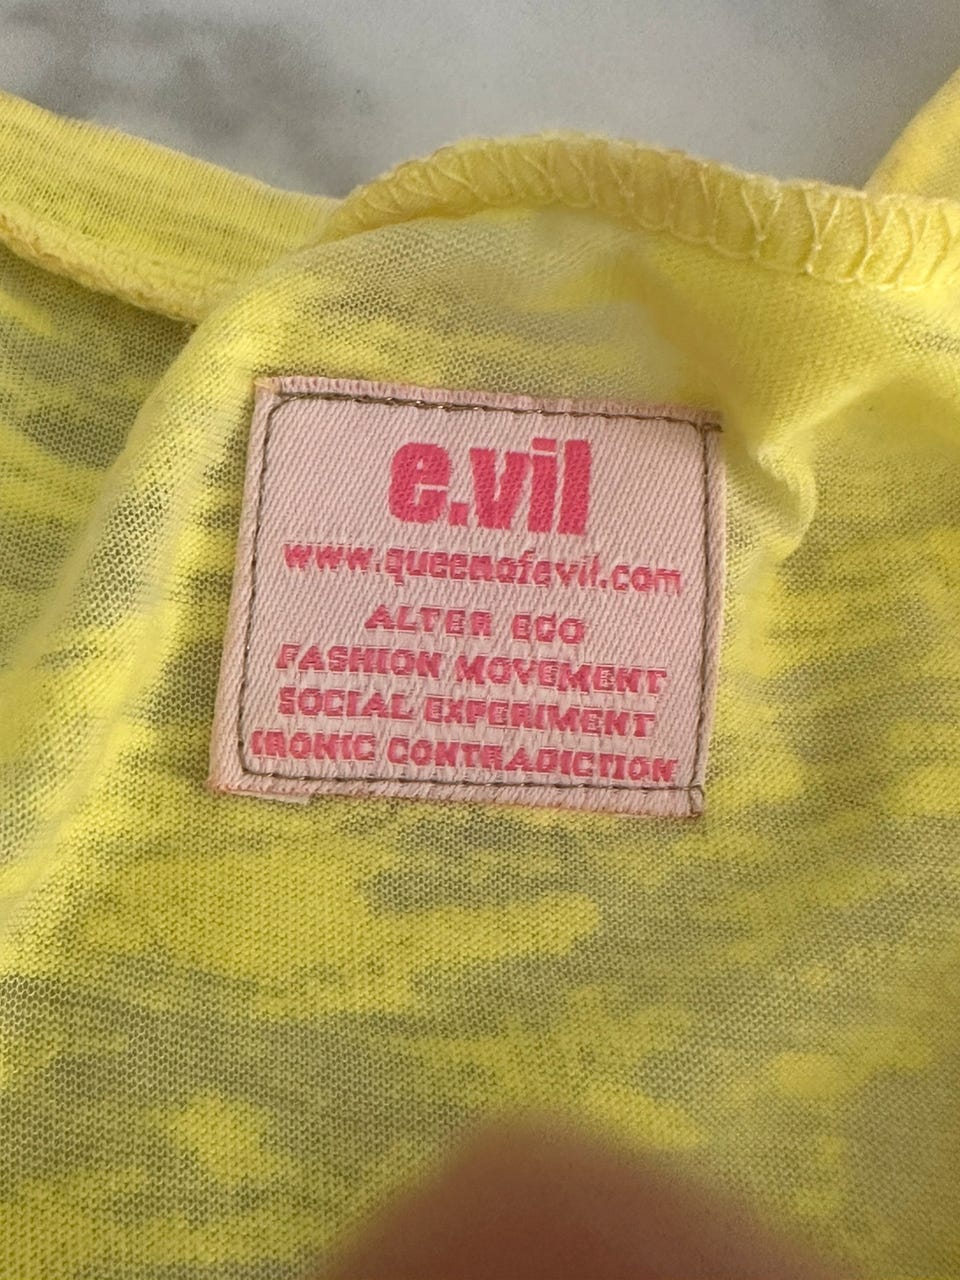 e.vil
www.queenofevil.com
ALTER EGO
FASHION MOVEMENT
SOCIAL EXPERIMENT
IRONIC CONTRADICTION